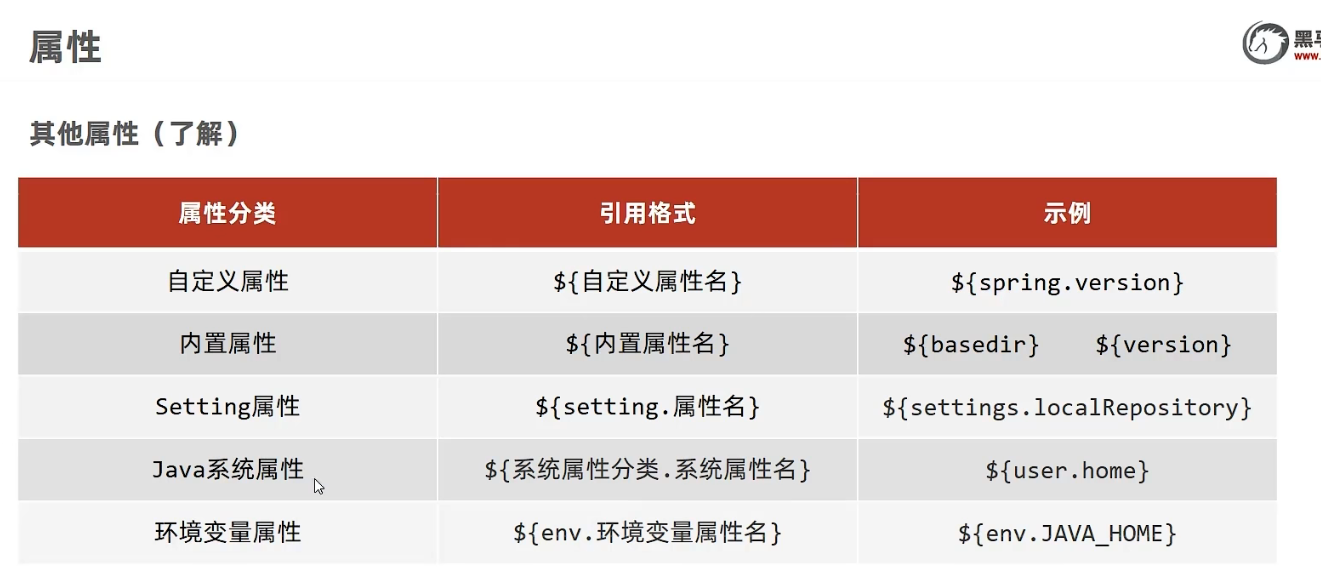 属性
黑
www.
其他属性（了解）
属性分类 引用格式 示例
自定义属性 ${自定义属性名} ${spring.version}
内置属性 ${内置属性名} ${basedir} ${version}
Setting属性 ${setting.属性名} ${settings.localRepository}
Java系统属性 ${系统属性分类.系统属性名} ${user.home}
环境变量属性 ${env.环境变量属性名} ${env.JAVA_HOME}